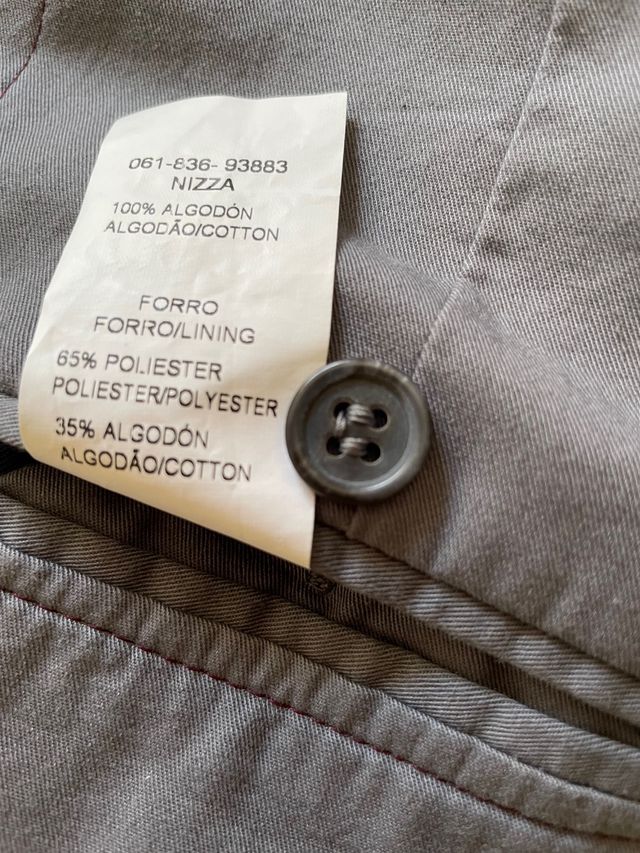 061-836- 93883
NIZZA
100% ALGODÓN
ALGODÃO/COTTON
FORRO
FORRO/LINING
65% POLIESTER
POLIESTER/POLYESTER
35% ALGODÓN
ALGODÃO/COTTON